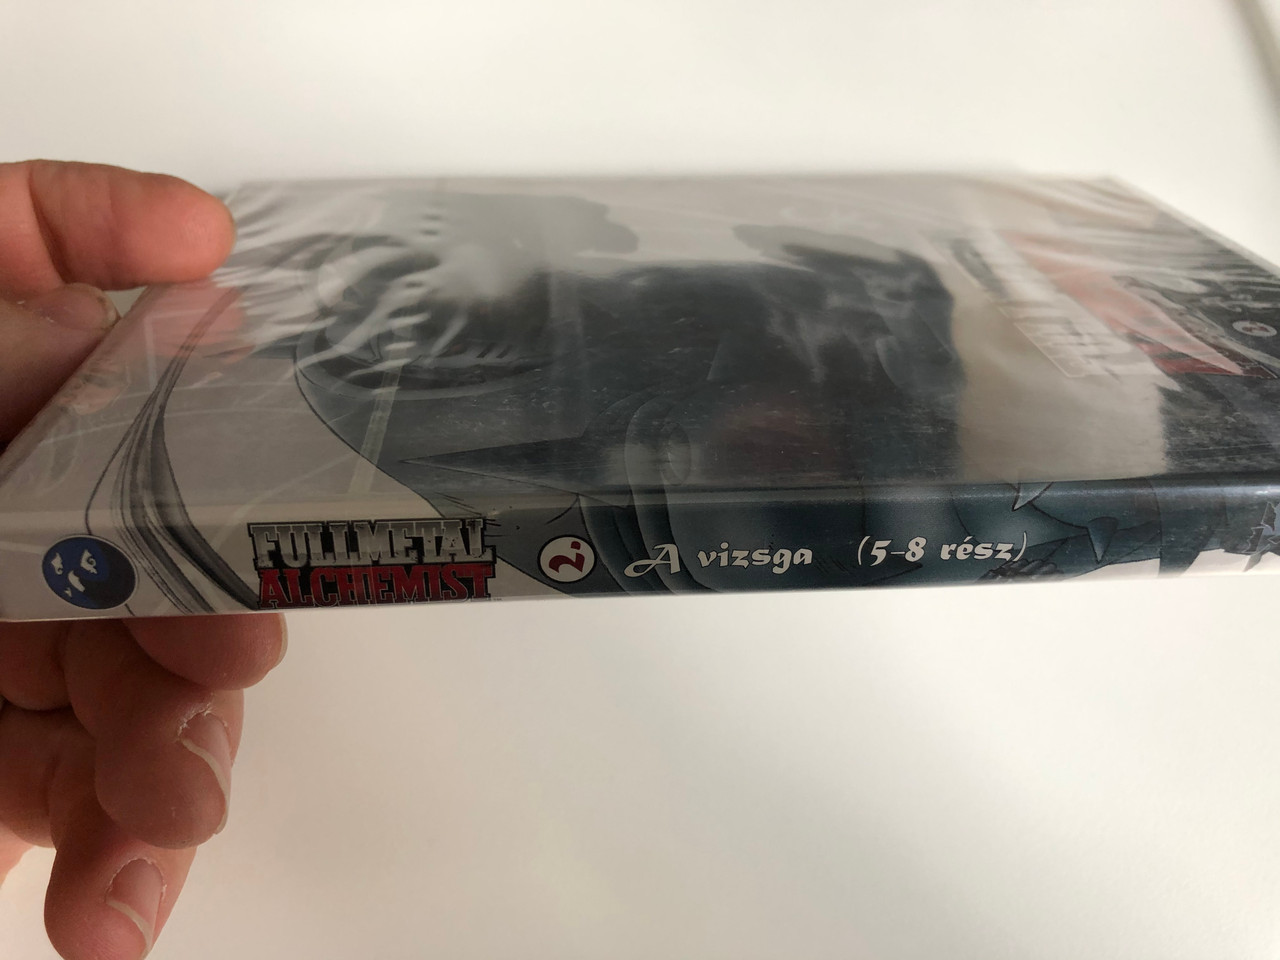 FULLMETAL
ALCHEMIST
2.
A vizsga (5-8 rész)